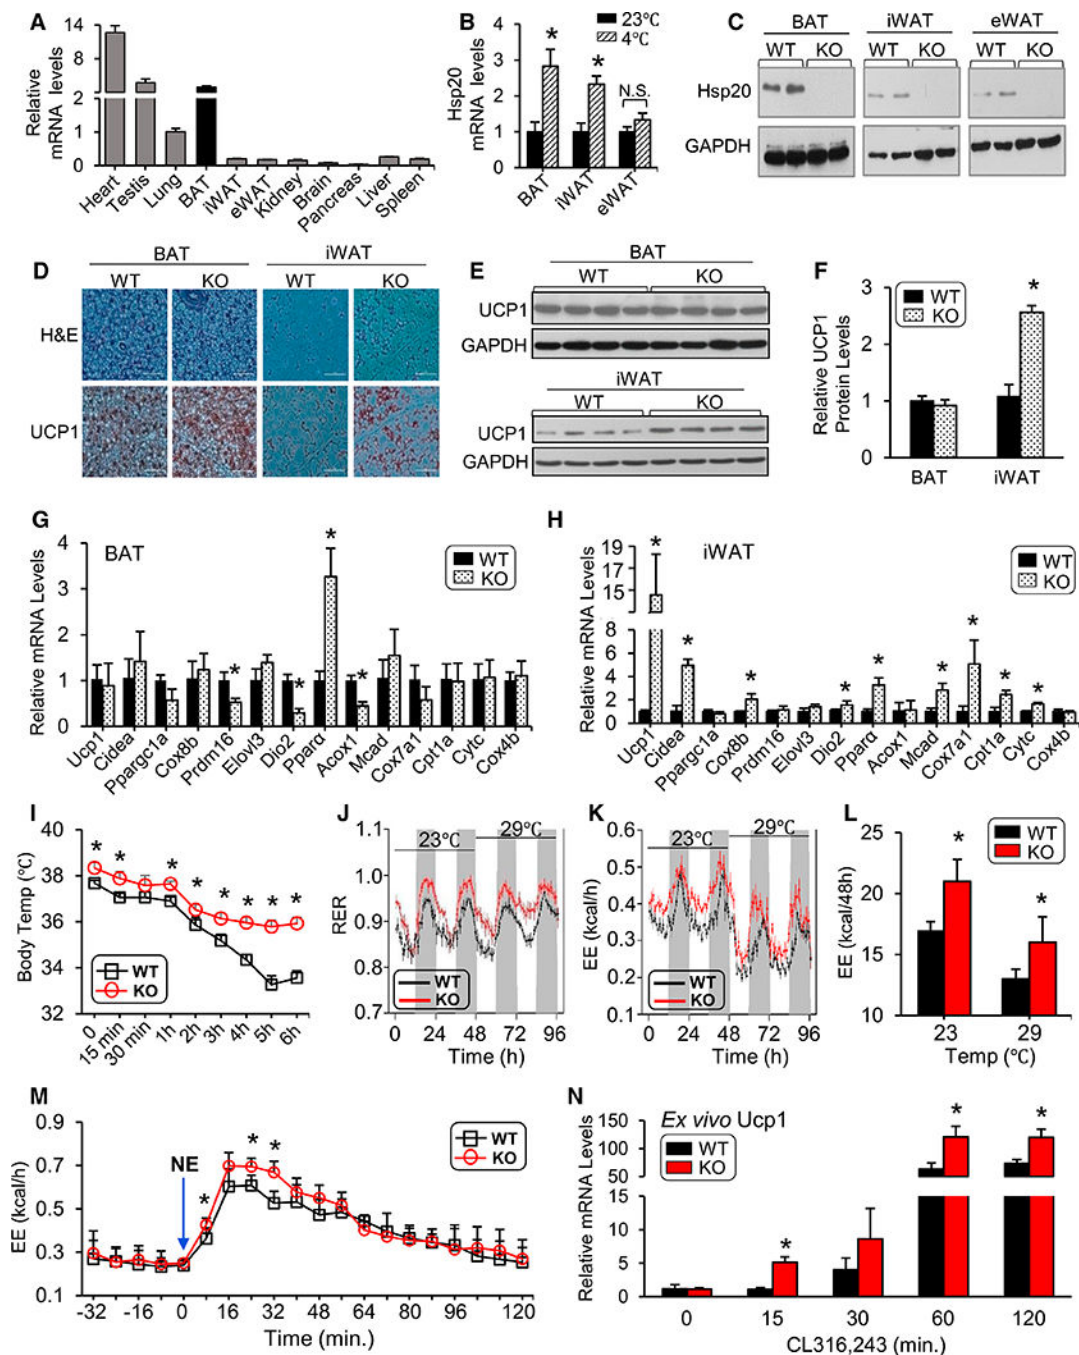 A
Relative
mRNA levels
14
8
2
1
0
Heart
Testis
Lung
BAT
iWAT
eWAT
Kidney
Brain
Pancreas
Liver
Spleen
B
Hsp20
mRNA levels
23℃
4℃
4
3
2
1
0
*
*
N.S.
BAT
iWAT
eWAT
C
BAT iWAT eWAT
WT KO WT KO WT KO
Hsp20
GAPDH
D
BAT iWAT
WT KO WT KO
H&E
UCP1
E
BAT
WT KO
UCP1
GAPDH
iWAT
WT KO
UCP1
GAPDH
F
Relative UCP1
Protein Levels
WT
KO
3
2
1
0
*
BAT iWAT
G
BAT
Relative mRNA Levels
WT
KO
4
3
2
1
0
* * * *
Ucp1
Cidea
Ppargc1a
Cox8b
Prdm16
Elovl3
Dio2
Pparα
Acox1
Mcad
Cox7a1
Cpt1a
Cytc
Cox4b
H
iWAT
Relative mRNA Levels
WT
KO
19
17
15
8
6
4
2
0
* * * * * * * * *
Ucp1
Cidea
Ppargc1a
Cox8b
Prdm16
Elovl3
Dio2
Pparα
Acox1
Mcad
Cox7a1
Cpt1a
Cytc
Cox4b
I
Body Temp (℃)
40
38
36
34
32
* * * * * * * *
WT
KO
0
15 min
30 min
1h
2h
3h
4h
5h
6h
J
RER
1.1
1.0
0.9
0.8
0.7
23℃ 29℃
WT
KO
0 24 48 72 96
Time (h)
K
EE (kcal/h)
0.6
0.5
0.4
0.3
0.2
0.1
23℃ 29℃
WT
KO
0 24 48 72 96
Time (h)
L
EE (kcal/48h)
WT
KO
25
20
15
10
*
*
23 29
Temp (℃)
M
EE (kcal/h)
0.9
0.7
0.5
0.3
0.1
NE
* * *
WT
KO
-32 -16 0 16 32 48 64 80 96 120
Time (min.)
N
Ex vivo Ucp1
Relative mRNA Levels
WT
KO
150
100
50
15
10
5
0
* * *
0 15 30 60 120
CL316,243 (min.)